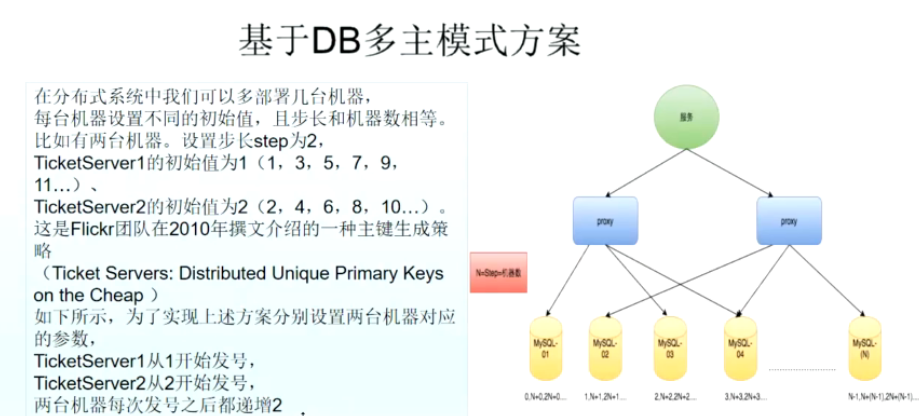 基于DB多主模式方案
在分布式系统中我们可以多部署几台机器，
每台机器设置不同的初始值，且步长和机器数相等。
比如有两台机器。设置步长step为2，
TicketServer1的初始值为1（1，3，5，7，9，
11...）、
TicketServer2的初始值为2（2，4，6，8，10...）。
这是Flickr团队在2010年撰文介绍的一种主键生成策
略
（Ticket Servers: Distributed Unique Primary Keys
on the Cheap ）
如下所示，为了实现上述方案分别设置两台机器对应
的参数，
TicketServer1从1开始发号，
TicketServer2从2开始发号，
两台机器每次发号之后都递增2
服务
proxy
proxy
N=Step=机器数
MySQL-
01
MySQL-
02
MySQL-
03
MySQL-
04
MySQL-
(N)
0,N+0,2N+0....
1,N+1,2N+1....
2,N+2,2N+2....
3,N+3,2N+3....
N-1,N+(N-1),2N+(N-1)....